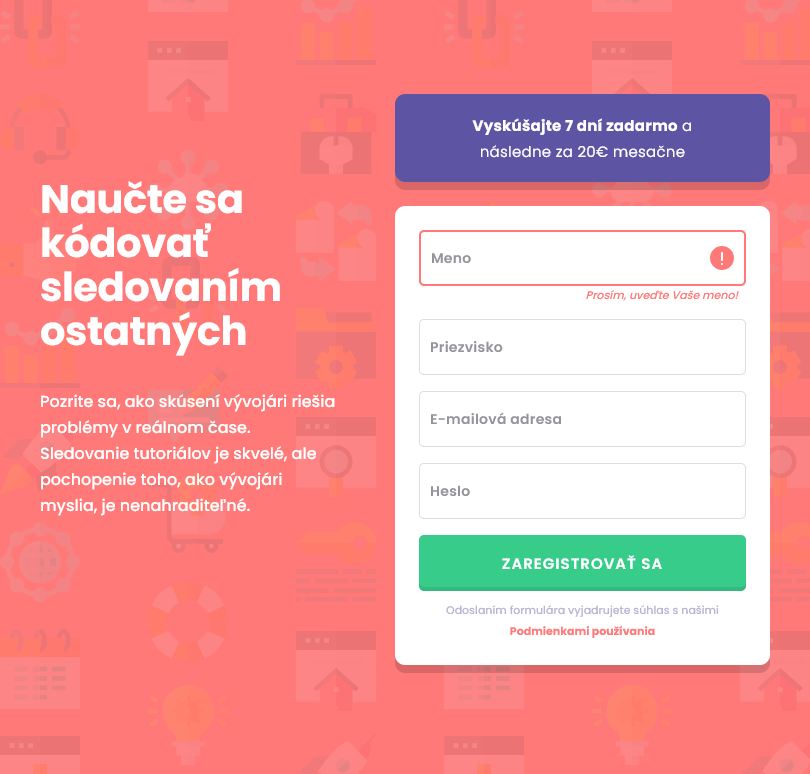 Naučte sa
kódovať
sledovaním
ostatných
Pozrite sa, ako skúsení vývojári riešia
problémy v reálnom čase.
Sledovanie tutoriálov je skvelé, ale
pochopenie toho, ako vývojári
myslia, je nenahraditeľné.
Vyskúšajte 7 dní zadarmo a
následne za 20€ mesačne
Meno
Prosím, uveďte Vaše meno!
Priezvisko
E-mailová adresa
Heslo
ZAREGISTROVAŤ SA
Odoslaním formulára vyjadrujete súhlas s našimi
Podmienkami používania